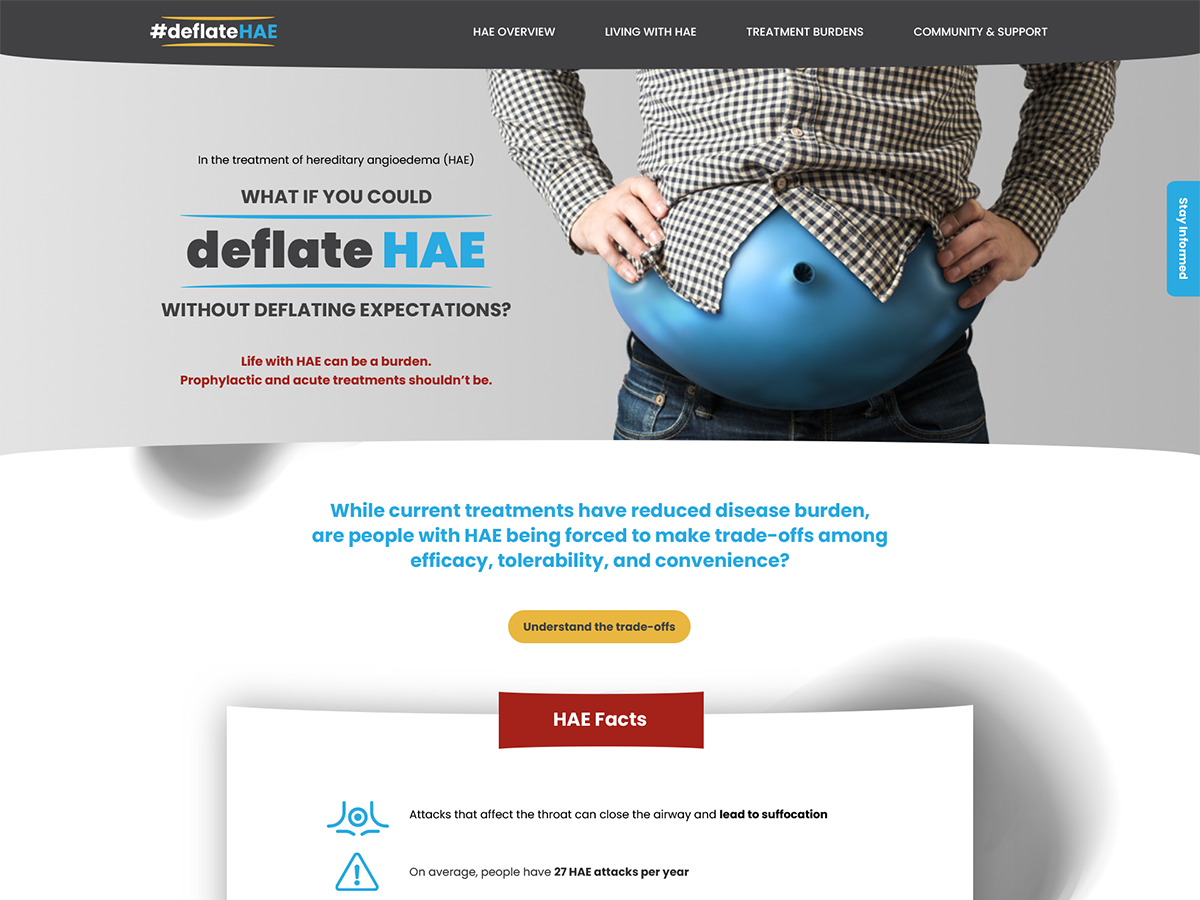 #deflateHAE
HAE OVERVIEW
LIVING WITH HAE
TREATMENT BURDENS
COMMUNITY & SUPPORT
In the treatment of hereditary angioedema (HAE)
WHAT IF YOU COULD
deflate HAE
WITHOUT DEFLATING EXPECTATIONS?
Life with HAE can be a burden.
Prophylactic and acute treatments shouldn’t be.
Stay Informed
While current treatments have reduced disease burden,
are people with HAE being forced to make trade-offs among
efficacy, tolerability, and convenience?
Understand the trade-offs
HAE Facts
Attacks that affect the throat can close the airway and lead to suffocation
On average, people have 27 HAE attacks per year